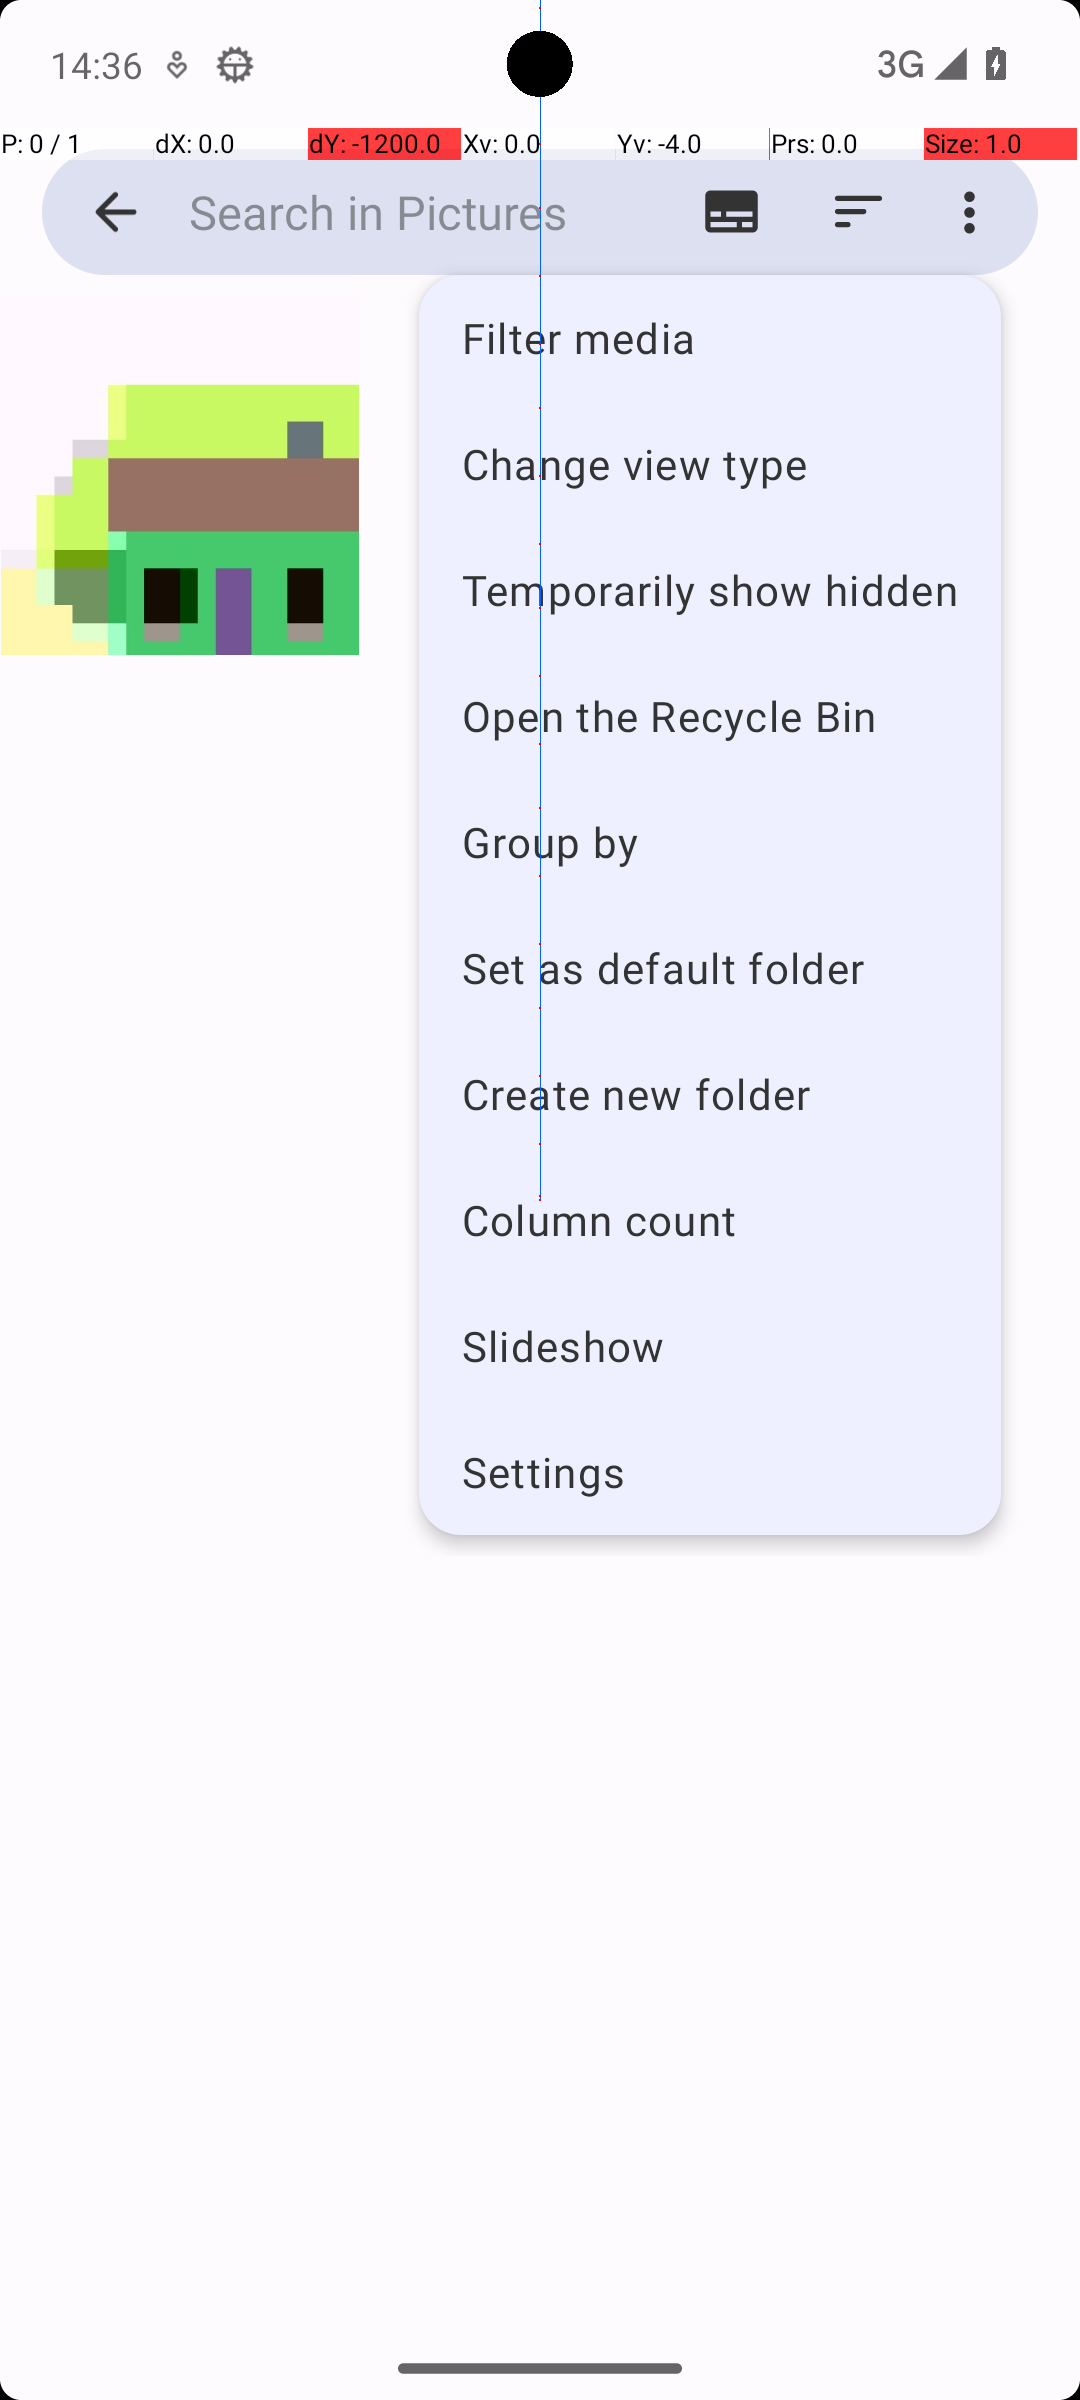 14:36
3G
P: 0 / 1 dX: 0.0 dY: -1200.0 Xv: 0.0 Yv: -4.0 Prs: 0.0 Size: 1.0
Search in Pictures
Filter media
Change view type
Temporarily show hidden
Open the Recycle Bin
Group by
Set as default folder
Create new folder
Column count
Slideshow
Settings